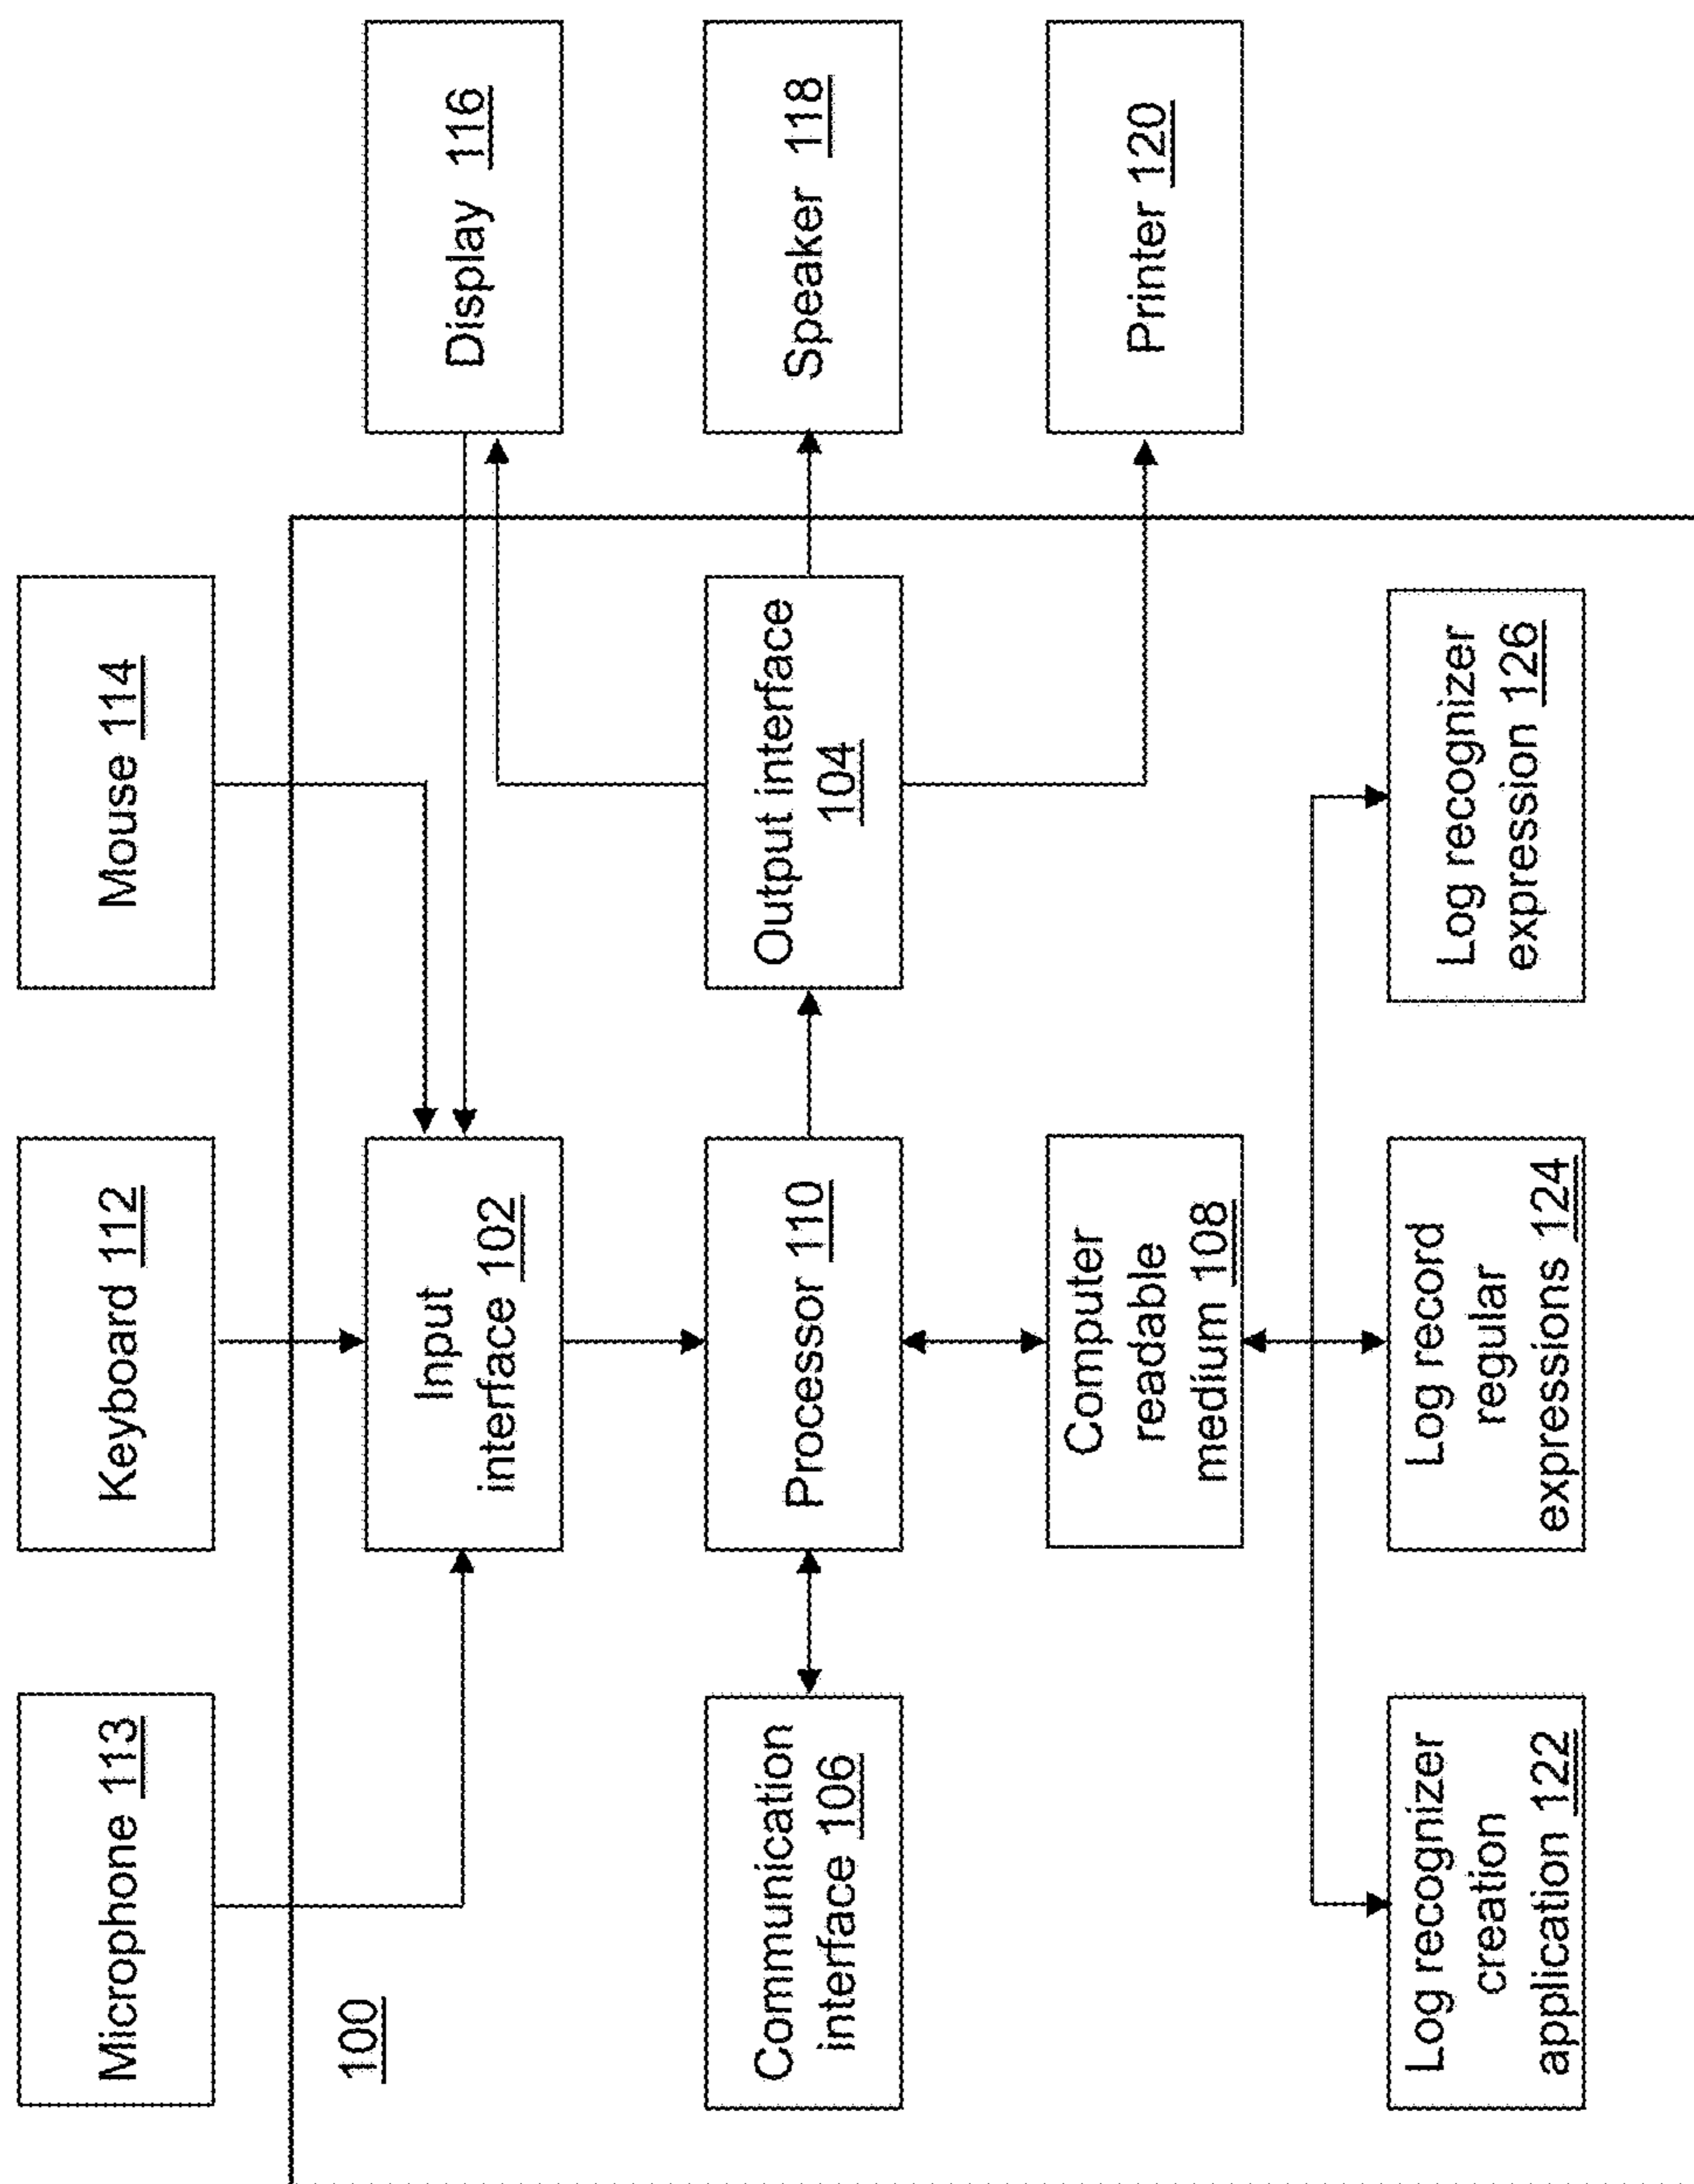 Microphone 113
Keyboard 112
Mouse 114
100
Input
interface 102
Display 116
Communication
interface 106
Processor 110
Output interface
104
Speaker 118
Computer
readable
medium 108
Printer 120
Log recognizer
creation
application 122
Log record
regular
expressions 124
Log recognizer
expression 126